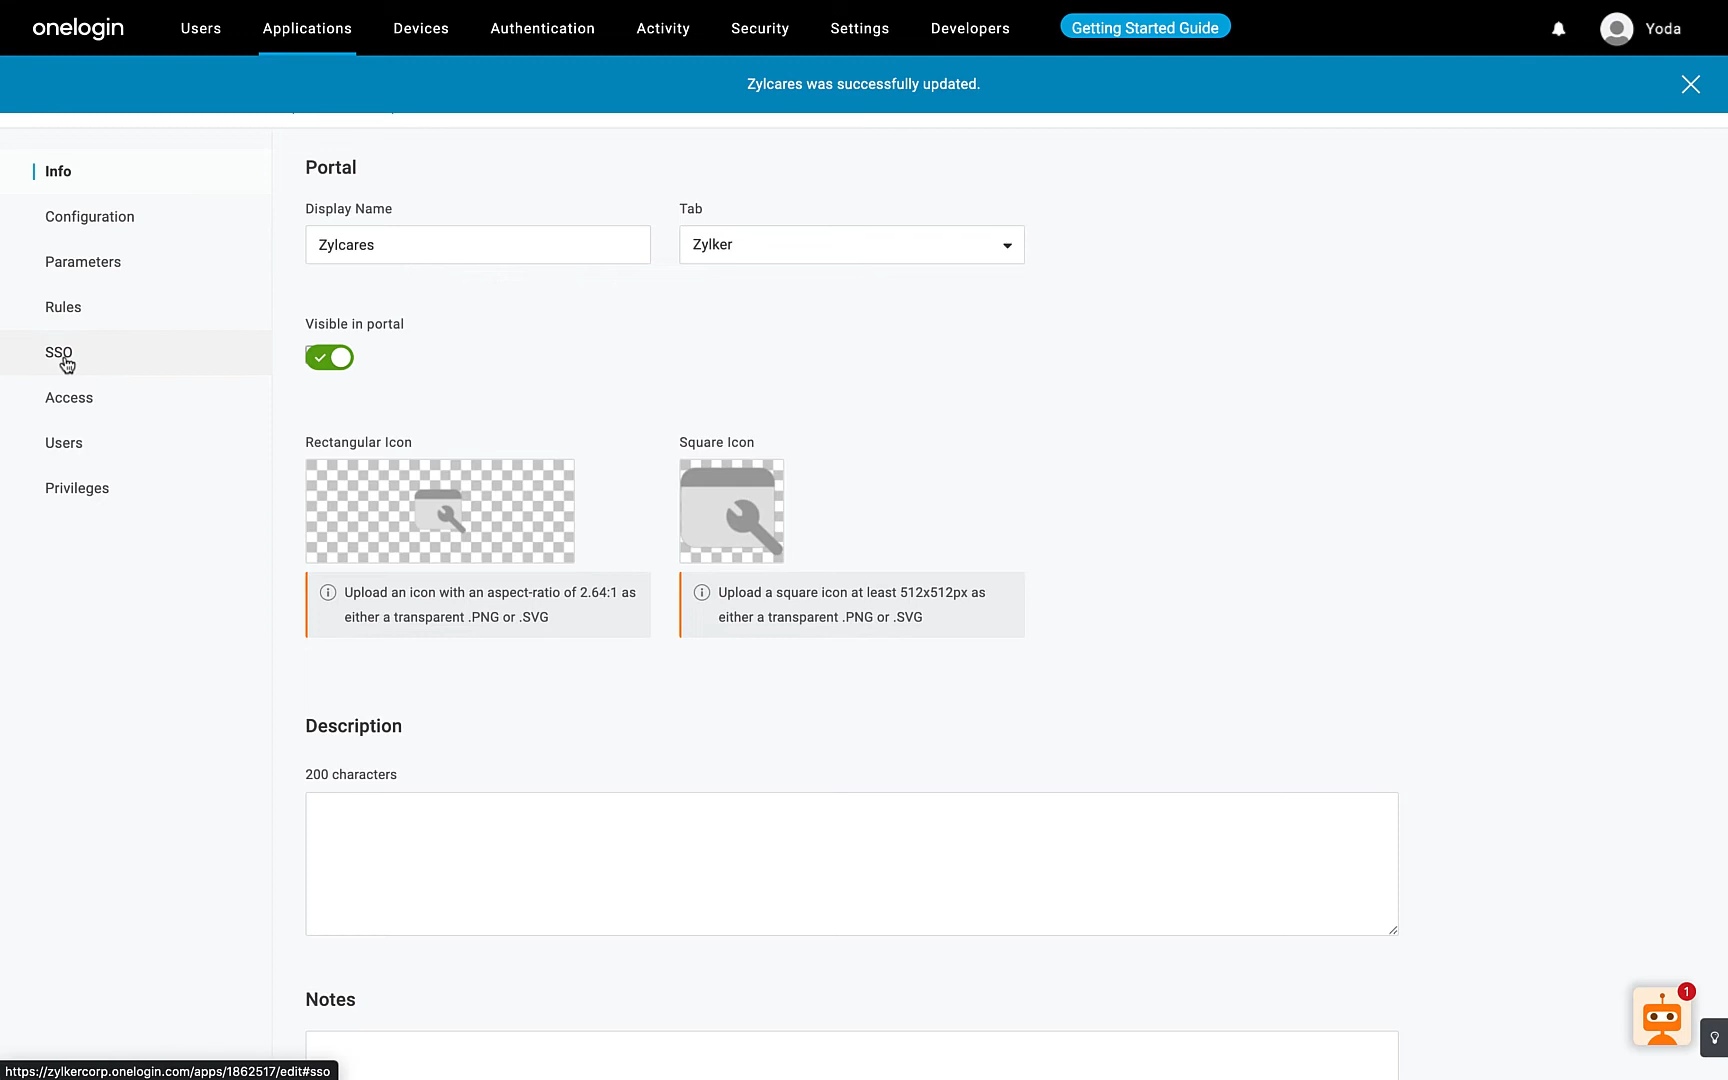 onelogin
Users
Applications
Devices
Authentication
Activity
Security
Settings
Developers
Getting Started Guide
Yoda
Zylcares was successfully updated.
Info
Configuration
Parameters
Rules
SSO
Access
Users
Privileges
Portal
Display Name
Tab
Zylcares
Zylker
Visible in portal
Rectangular Icon
Square Icon
Upload an icon with an aspect-ratio of 2.64:1 as
either a transparent .PNG or .SVG
Upload a square icon at least 512x512px as
either a transparent .PNG or .SVG
Description
200 characters
Notes
1
https://zylkercorp.onelogin.com/apps/1862517/edit#sso